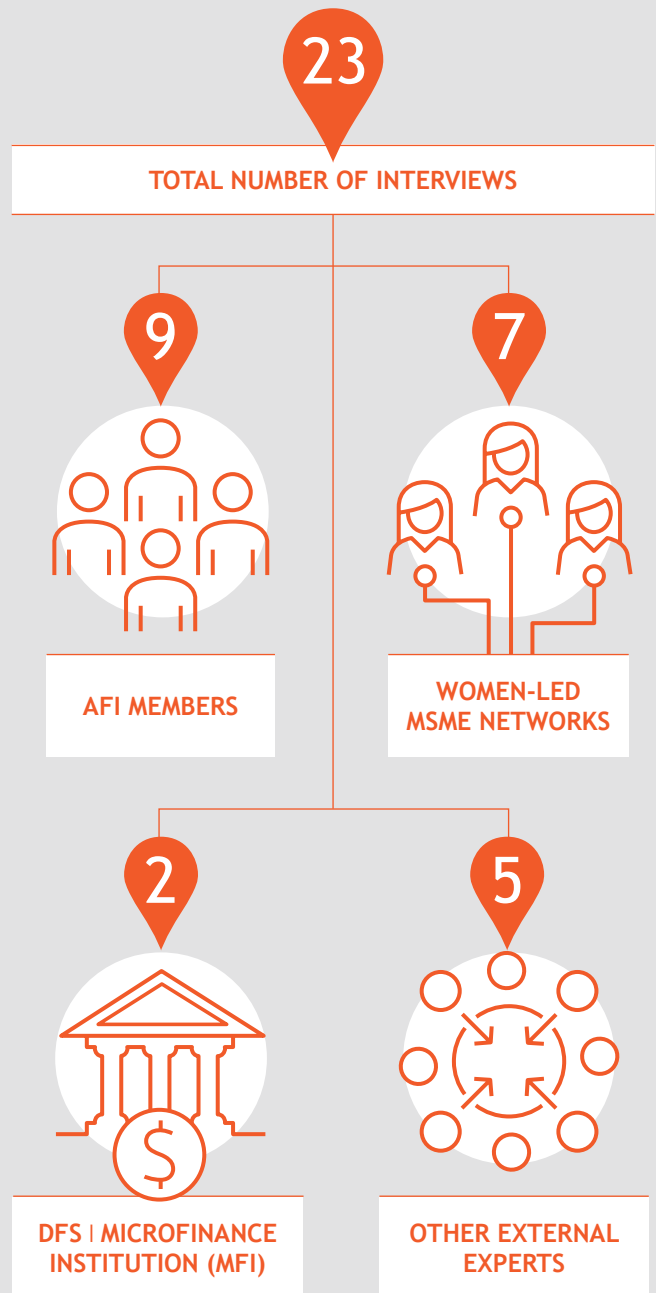 23
TOTAL NUMBER OF INTERVIEWS
9
7
AFI MEMBERS
WOMEN-LED
MSME NETWORKS
2
5
$
DFS | MICROFINANCE
INSTITUTION (MFI)
OTHER EXTERNAL
EXPERTS